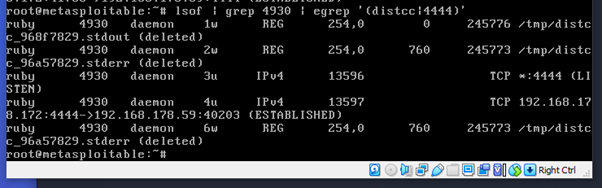 root@metasploitable:~# lsof | grep 4930 | egrep '(distcc|4444)'
ruby      4930   daemon    1w      REG      254,0        0     245776 /tmp/distc
c_968f7829.stdout (deleted)
ruby      4930   daemon    2w      REG      254,0      760     245773 /tmp/distc
c_96a57829.stderr (deleted)
ruby      4930   daemon    3u     IPv4      13596                 TCP *:4444 (LI
STEN)
ruby      4930   daemon    4u     IPv4      13597                 TCP 192.168.17
8.172:4444->192.168.178.59:40203 (ESTABLISHED)
ruby      4930   daemon    6w      REG      254,0      760     245773 /tmp/distc
c_96a57829.stderr (deleted)
root@metasploitable:~#
Right Ctrl